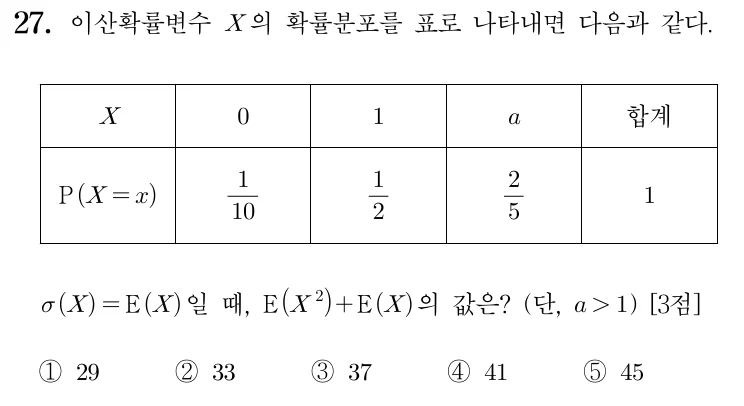 27. 이산확률변수 X의 확률분포를 표로 나타내면 다음과 같다.
X 0 1 a 합계
P(X=x) 1/10 1/2 2/5 1
σ(X)=E(X)일 때, E(X²)+E(X)의 값은? (단, a>1) [3점]
① 29 ② 33 ③ 37 ④ 41 ⑤ 45